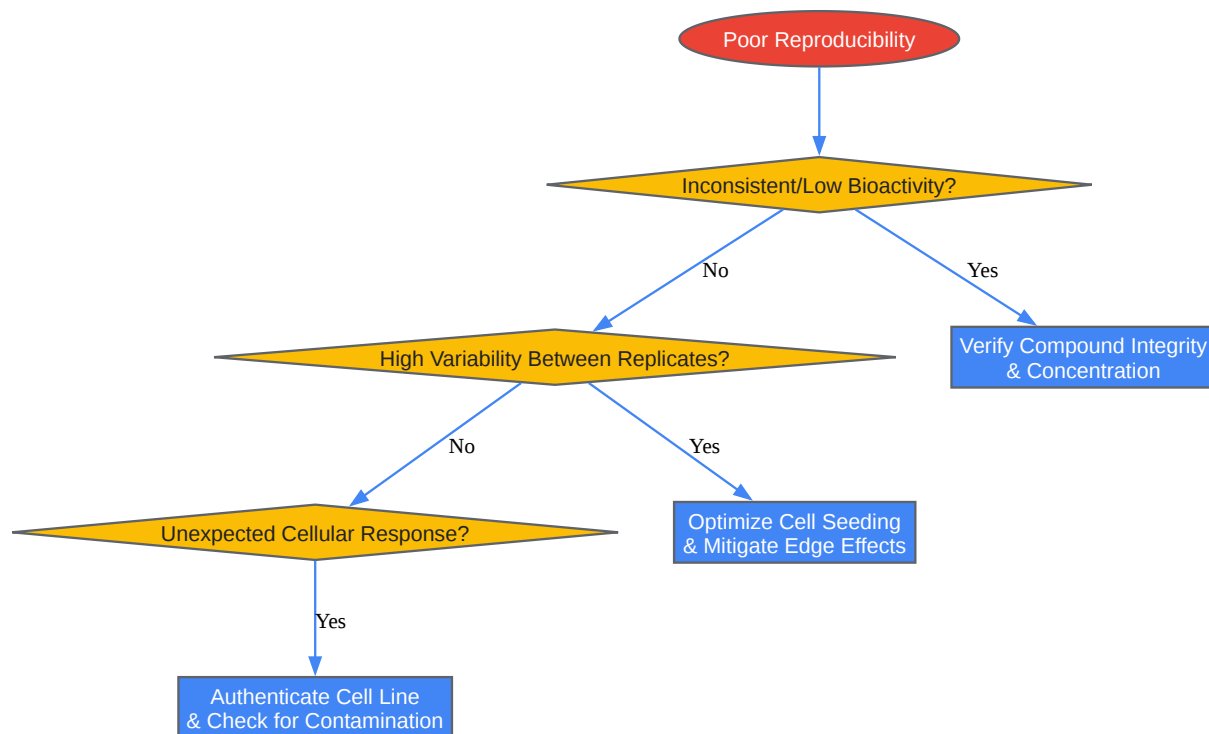 Poor Reproducibility
Inconsistent/Low Bioactivity?
No
Yes
High Variability Between Replicates?
Verify Compound Integrity
& Concentration
No
Yes
Unexpected Cellular Response?
Optimize Cell Seeding
& Mitigate Edge Effects
Yes
Authenticate Cell Line
& Check for Contamination